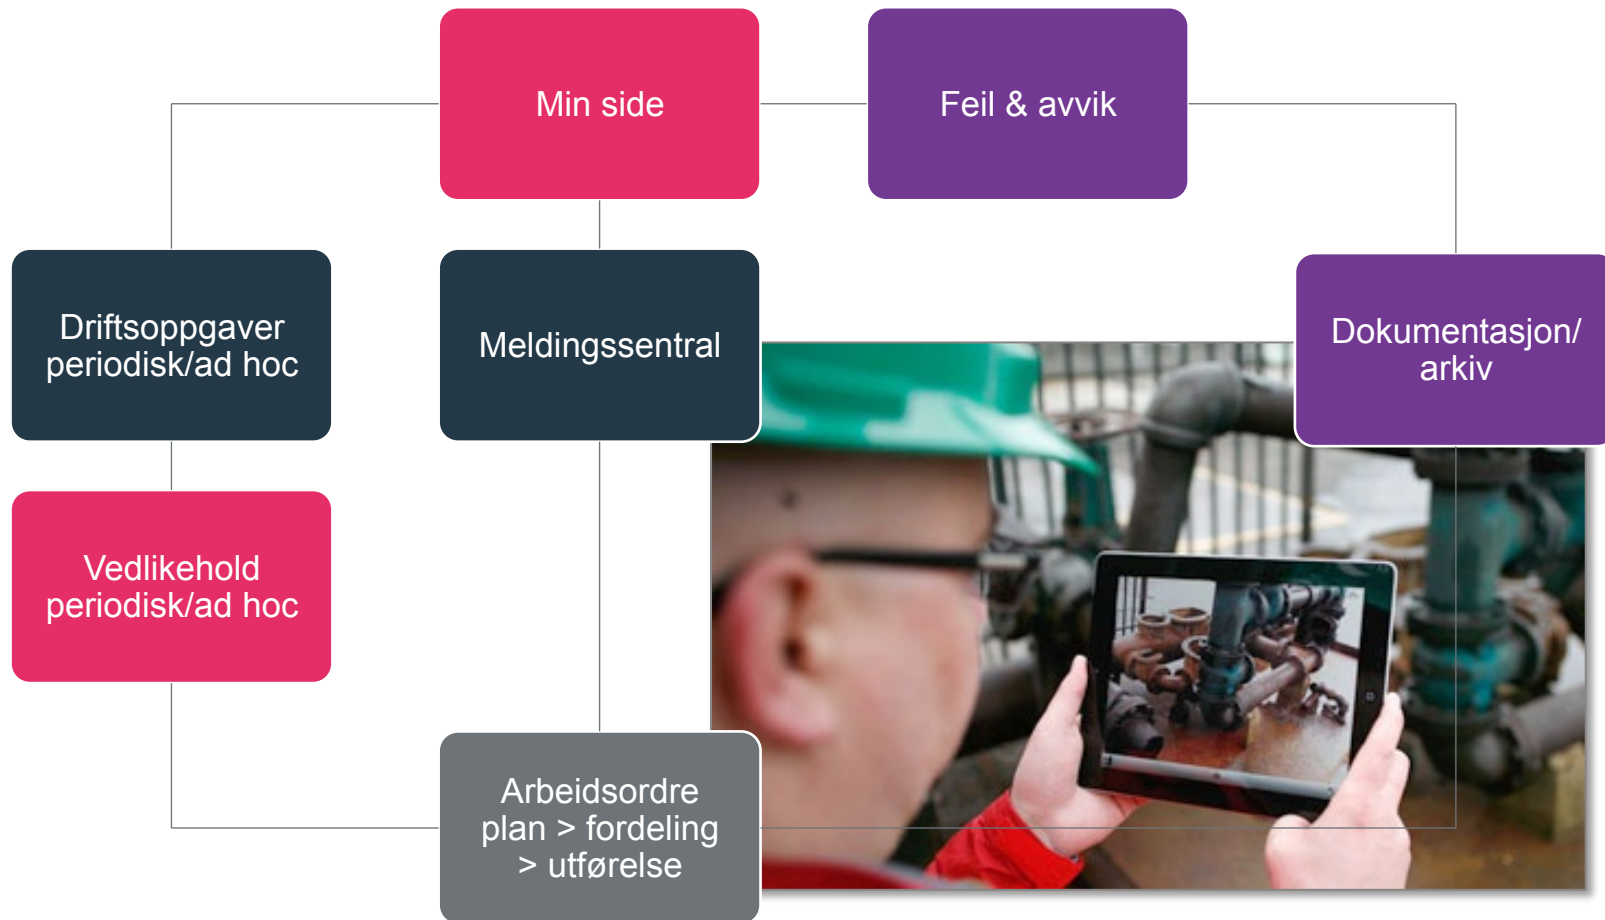 Min side
Feil & avvik
Driftsoppgaver
periodisk/ad hoc
Meldingssentral
Dokumentasjon/
arkiv
Vedlikehold
periodisk/ad hoc
Arbeidsordre
plan > fordeling
> utførelse